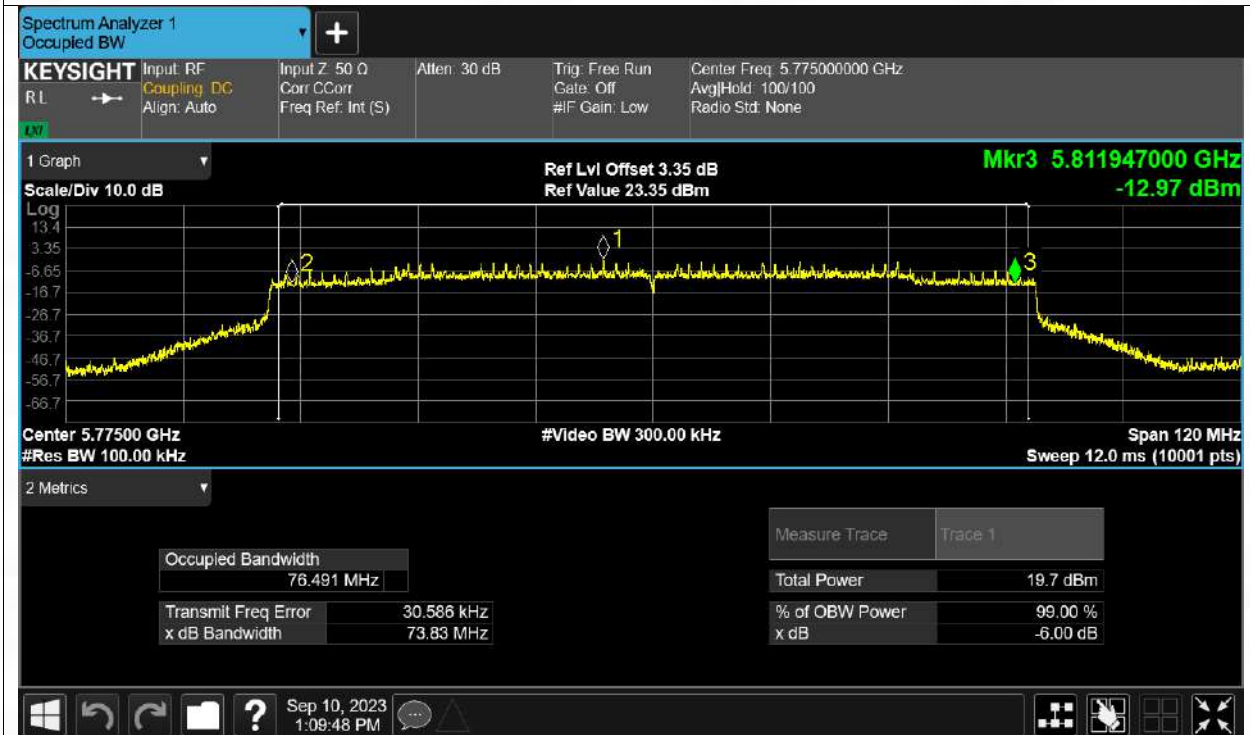 Spectrum Analyzer 1
Occupied BW
+
KEYSIGHT
RL
LXI
Input: RF
Coupling: DC
Align: Auto
Input Z: 50 Ω
Corr CCorr
Freq Ref: Int (S)
Atten: 30 dB
Trig: Free Run
Gate: Off
#IF Gain: Low
Center Freq: 5.775000000 GHz
Avg|Hold: 100/100
Radio Std: None
1 Graph
Scale/Div 10.0 dB
Ref Lvl Offset 3.35 dB
Ref Value 23.35 dBm
Mkr3 5.811947000 GHz
-12.97 dBm
Log
13.4
3.35
-6.65
-16.7
-26.7
-36.7
-46.7
-56.7
-66.7
1
2
3
Center 5.77500 GHz
#Res BW 100.00 kHz
#Video BW 300.00 kHz
Span 120 MHz
Sweep 12.0 ms (10001 pts)
2 Metrics
Occupied Bandwidth
76.491 MHz
Transmit Freq Error 30.586 kHz
x dB Bandwidth 73.83 MHz
Measure Trace Trace 1
Total Power 19.7 dBm
% of OBW Power 99.00 %
x dB -6.00 dB
?
Sep 10, 2023
1:09:48 PM